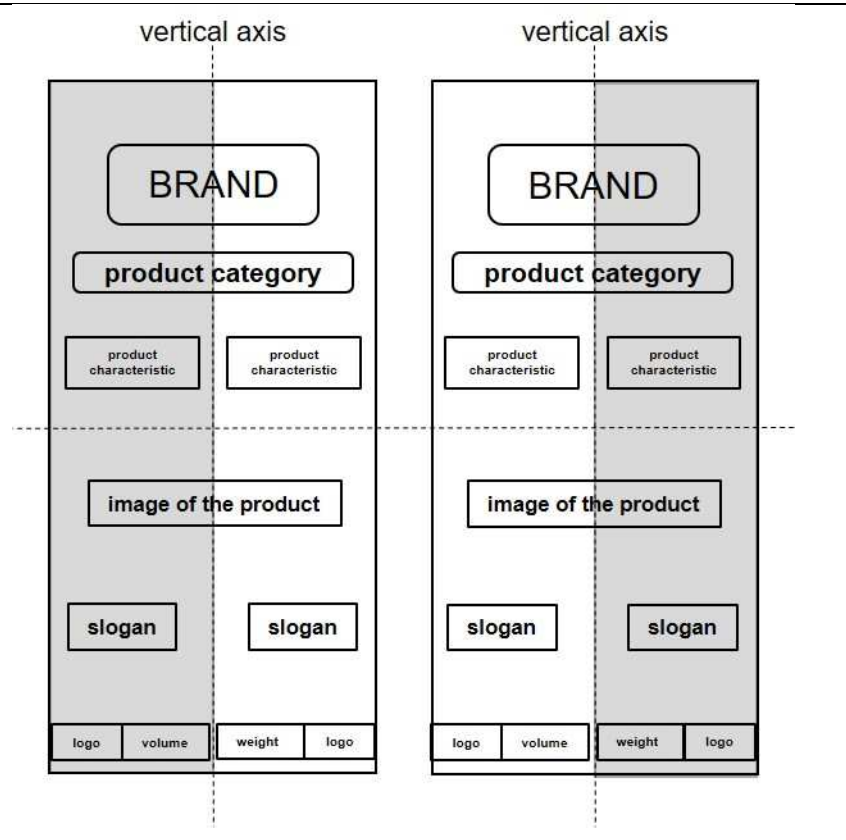 vertical axis
vertical axis
BRAND
product category
product
characteristic
product
characteristic
image of the product
slogan
slogan
logo
volume
weight
logo
BRAND
product category
product
characteristic
product
characteristic
image of the product
slogan
slogan
logo
volume
weight
logo